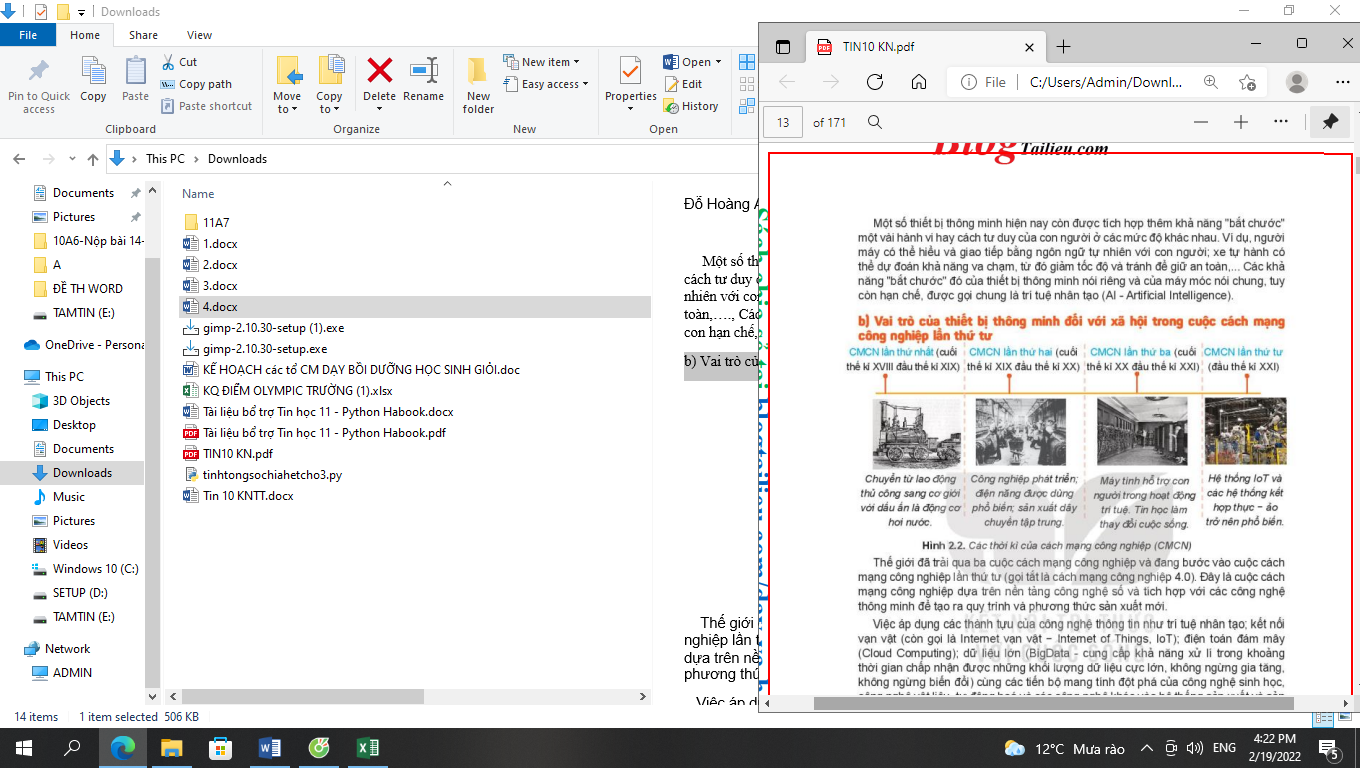 Downloads
File
Home
Share
View
Pin to Quick access
Copy
Paste
Cut
Copy path
Paste shortcut
Clipboard
Move to
Copy to
Delete
Rename
Organize
New folder
New item
Easy access
New
Properties
Open
Edit
History
Open
This PC
Downloads
Documents
Pictures
10A6-Nộp bài 14-
A
ĐỀ TH WORD
TAMTIN (E:)
OneDrive - Persona
This PC
3D Objects
Desktop
Documents
Downloads
Music
Pictures
Videos
Windows 10 (C:)
SETUP (D:)
TAMTIN (E:)
Network
ADMIN
Name
11A7
1.docx
2.docx
3.docx
4.docx
gimp-2.10.30-setup (1).exe
gimp-2.10.30-setup.exe
KẾ HOẠCH các tổ CM DẠY BỒI DƯỠNG HỌC SINH GIỎI.doc
KQ ĐIỂM OLYMPIC TRƯỜNG (1).xlsx
Tài liệu bổ trợ Tin học 11 - Python Habook.docx
Tài liệu bổ trợ Tin học 11 - Python Habook.pdf
TIN10 KN.pdf
tinhtongsochiahetcho3.py
Tin 10 KNTT.docx
14 items
1 item selected
506 KB
Đỗ Hoàng A
Một số th
cách tư duy
nhiên với co
toàn,…., Các
con hạn chế,
b) Vai trò củ
Thế giới
nghiệp lần t
dựa trên nề
phương thứ
Việc áp d
TIN10 KN.pdf
File
C:/Users/Admin/Downl...
13
of 171
Blog
Tailieu.com
Một số thiết bị thông minh hiện nay còn được tích hợp thêm khả năng "bắt chước"
một vài hành vi hay cách tư duy của con người ở các mức độ khác nhau. Ví dụ, người
máy có thể hiểu và giao tiếp bằng ngôn ngữ tự nhiên với con người; xe tự hành có
thể dự đoán khả năng va chạm, từ đó giảm tốc độ và tránh để giữ an toàn,... Các khả
năng "bắt chước" đó của thiết bị thông minh nói riêng và của máy móc nói chung, tuy
còn hạn chế, được gọi chung là trí tuệ nhân tạo (AI - Artificial Intelligence).
b) Vai trò của thiết bị thông minh đối với xã hội trong cuộc cách mạng
công nghiệp lần thứ tư
CMCN lần thứ nhất (cuối
thế kỉ XVIII đầu thế kỉ XIX)
CMCN lần thứ hai (cuối
thế kỉ XIX đầu thế kỉ XX)
CMCN lần thứ ba (cuối
thế kỉ XX đầu thế kỉ XXI)
CMCN lần thứ tư
(đầu thế kỉ XXI)
Chuyển từ lao động
thủ công sang cơ giới
với dấu ấn là động cơ
hơi nước.
Công nghiệp phát triển;
điện năng được dùng
phổ biến; sản xuất dây
chuyền tập trung.
Máy tính hỗ trợ con
người trong hoạt động
trí tuệ. Tin học làm
thay đổi cuộc sống.
Hệ thống IoT và
các hệ thống kết
hợp thực - ảo
trở nên phổ biến.
Hình 2.2. Các thời kì của cách mạng công nghiệp (CMCN)
Thế giới đã trải qua ba cuộc cách mạng công nghiệp và đang bước vào cuộc cách
mạng công nghiệp lần thứ tư (gọi tắt là cách mạng công nghiệp 4.0). Đây là cuộc cách
mạng công nghiệp dựa trên nền tảng công nghệ số và tích hợp với các công nghệ
thông minh để tạo ra quy trình và phương thức sản xuất mới.
Việc áp dụng các thành tựu của công nghệ thông tin như trí tuệ nhân tạo; kết nối
vạn vật (còn gọi là Internet vạn vật – Internet of Things, IoT); điện toán đám mây
(Cloud Computing); dữ liệu lớn (BigData - cung cấp khả năng xử lí trong khoảng
thời gian chấp nhận được những khối lượng dữ liệu cực lớn, không ngừng gia tăng,
không ngừng biến đổi) cùng các tiến bộ mang tính đột phá của công nghệ sinh học,
KẾT NỐI TRI THỨC
VỚI CUỘC SỐNG
12°C Mưa rào
ENG
4:22 PM
2/19/2022
5